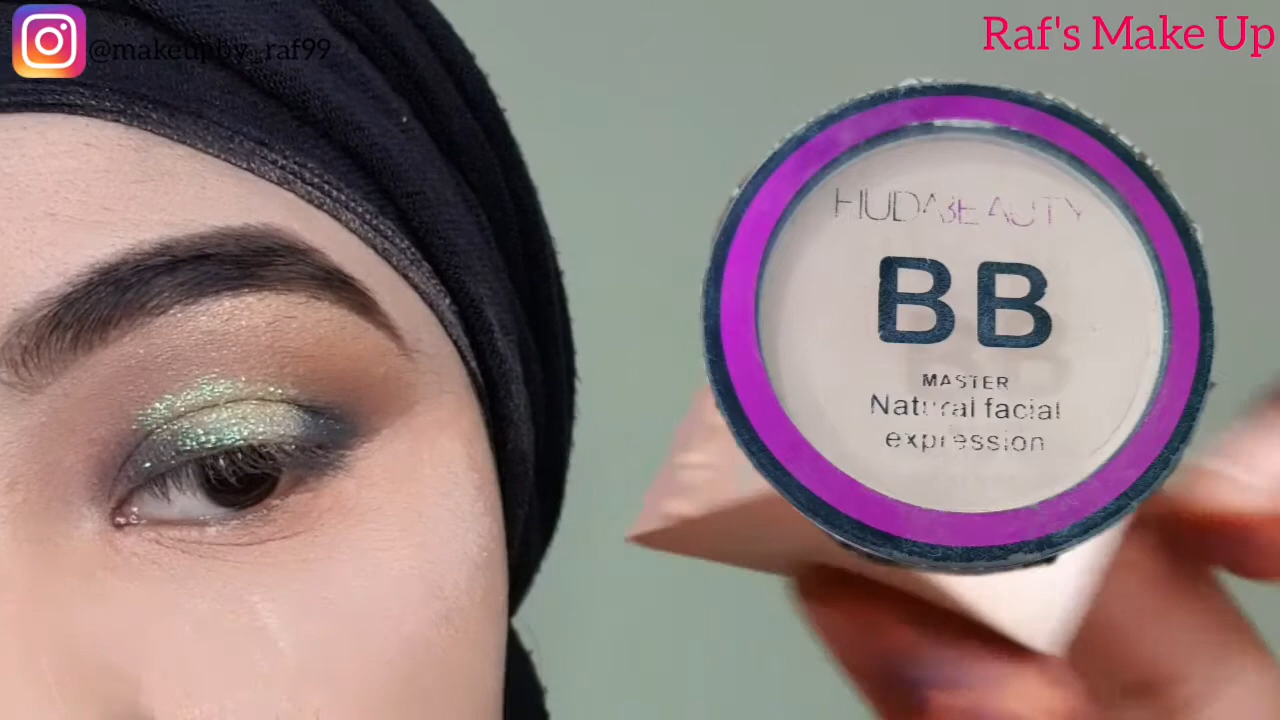 @makeupby_raf99
Raf's Make Up
HUDABEAUTY
BB
MASTER
Natural facial
expression